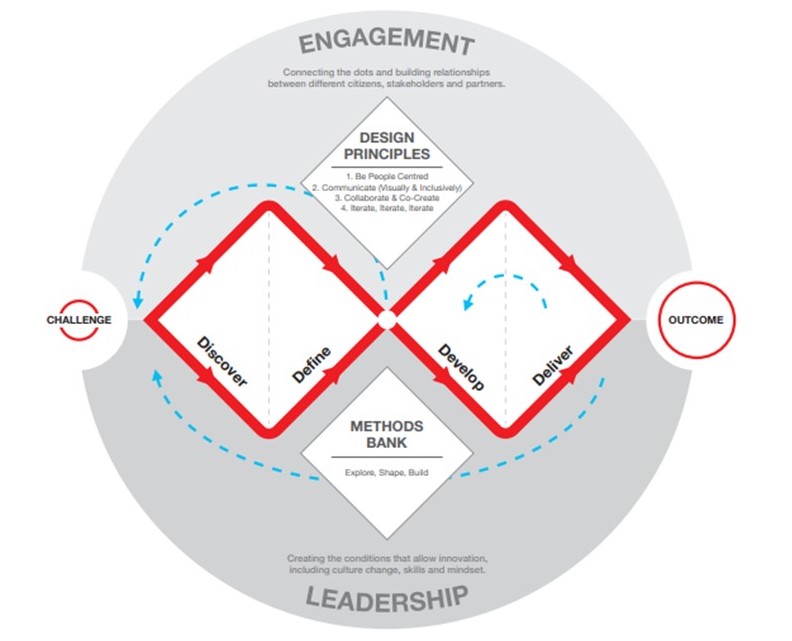 ENGAGEMENT
Connecting the dots and building relationships
between different citizens, stakeholders and partners.
DESIGN
PRINCIPLES
1. Be People Centred
2. Communicate (Visually & Inclusively)
3. Collaborate & Co-Create
4. Iterate, Iterate, Iterate
CHALLENGE
OUTCOME
Discover
Define
Develop
Deliver
METHODS
BANK
Explore, Shape, Build
Creating the conditions that allow innovation,
including culture change, skills and mindset.
LEADERSHIP